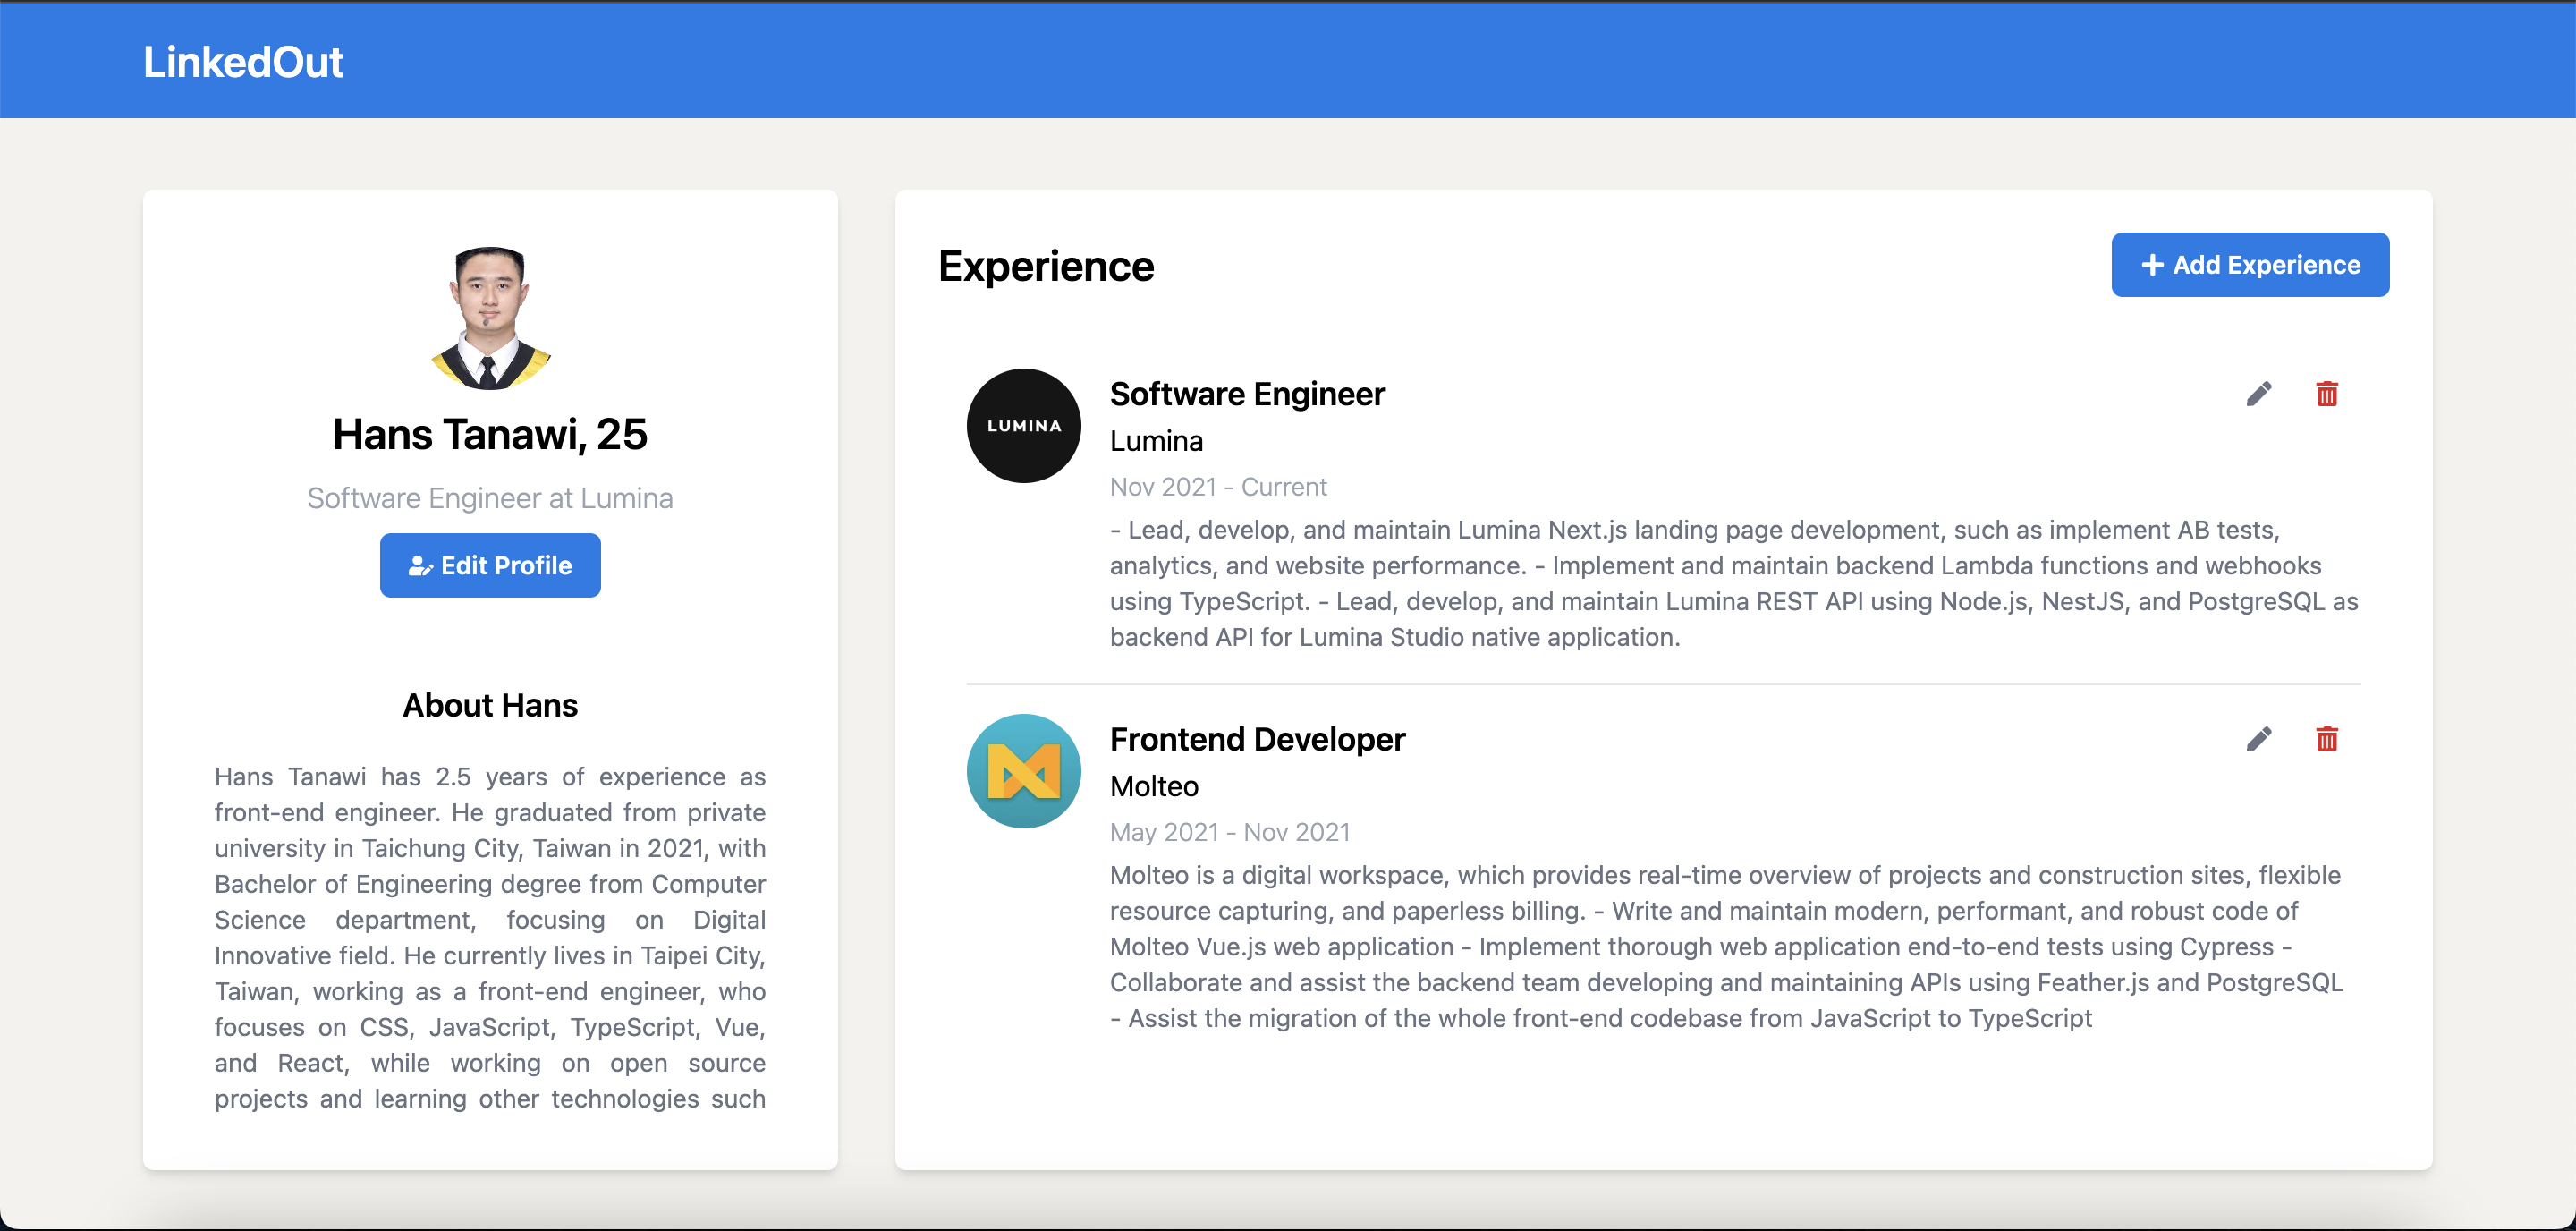 LinkedOut
Hans Tanawi, 25
Software Engineer at Lumina
Edit Profile
About Hans
Hans Tanawi has 2.5 years of experience as
front-end engineer. He graduated from private
university in Taichung City, Taiwan in 2021, with
Bachelor of Engineering degree from Computer
Science department, focusing on Digital
Innovative field. He currently lives in Taipei City,
Taiwan, working as a front-end engineer, who
focuses on CSS, JavaScript, TypeScript, Vue,
and React, while working on open source
projects and learning other technologies such
Experience
Add Experience
LUMINA
Software Engineer
Lumina
Nov 2021 - Current
- Lead, develop, and maintain Lumina Next.js landing page development, such as implement AB tests,
analytics, and website performance. - Implement and maintain backend Lambda functions and webhooks
using TypeScript. - Lead, develop, and maintain Lumina REST API using Node.js, NestJS, and PostgreSQL as
backend API for Lumina Studio native application.
Frontend Developer
Molteo
May 2021 - Nov 2021
Molteo is a digital workspace, which provides real-time overview of projects and construction sites, flexible
resource capturing, and paperless billing. - Write and maintain modern, performant, and robust code of
Molteo Vue.js web application - Implement thorough web application end-to-end tests using Cypress -
Collaborate and assist the backend team developing and maintaining APIs using Feather.js and PostgreSQL
- Assist the migration of the whole front-end codebase from JavaScript to TypeScript